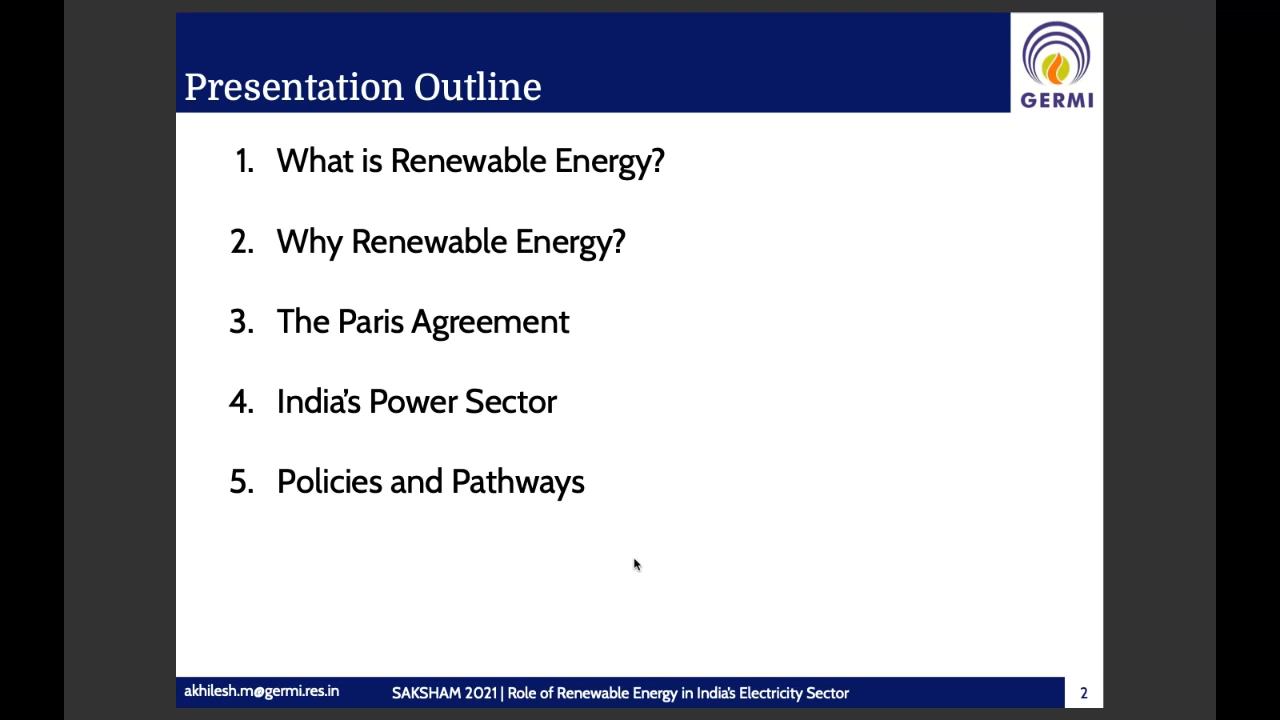 Presentation Outline
GERMI
1. What is Renewable Energy?
2. Why Renewable Energy?
3. The Paris Agreement
4. India's Power Sector
5. Policies and Pathways
akhilesh.m@germi.res.in
SAKSHAM 2021 | Role of Renewable Energy in India's Electricity Sector
2